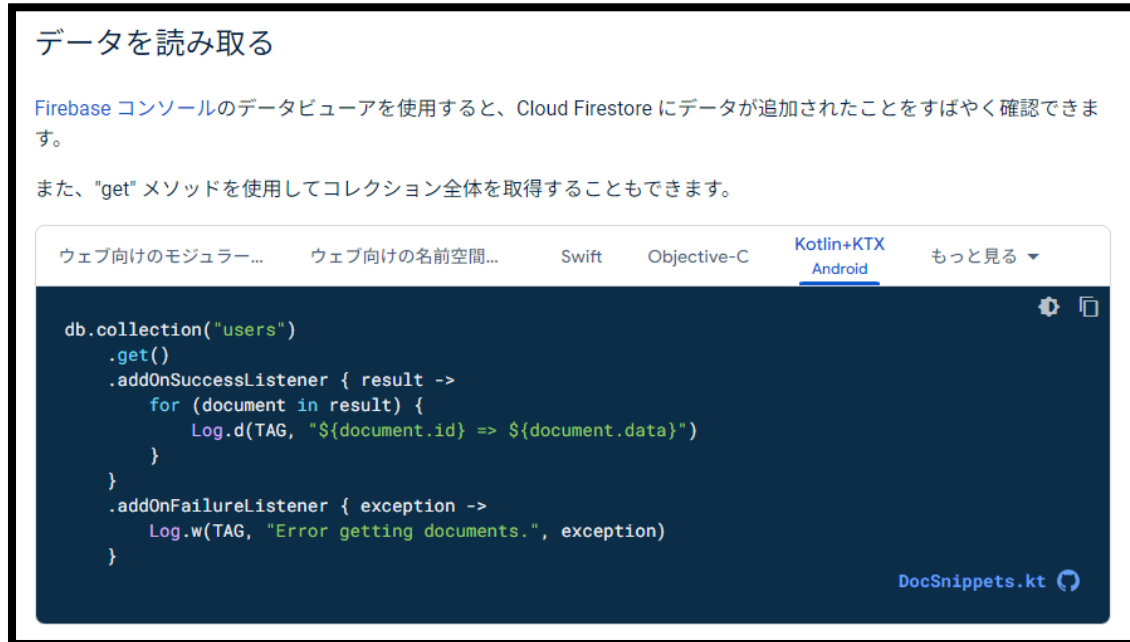 データを読み取る
Firebase コンソールのデータビューアを使用すると、Cloud Firestore にデータが追加されたことをすばやく確認できま
す。
また、"get" メソッドを使用してコレクション全体を取得することもできます。
ウェブ向けのモジュラー... ウェブ向けの名前空間... Swift Objective-C Kotlin+KTX Android もっと見る
db.collection("users")
    .get()
    .addOnSuccessListener { result ->
        for (document in result) {
            Log.d(TAG, "${document.id} => ${document.data}")
        }
    }
    .addOnFailureListener { exception ->
        Log.w(TAG, "Error getting documents.", exception)
    }
DocSnippets.kt